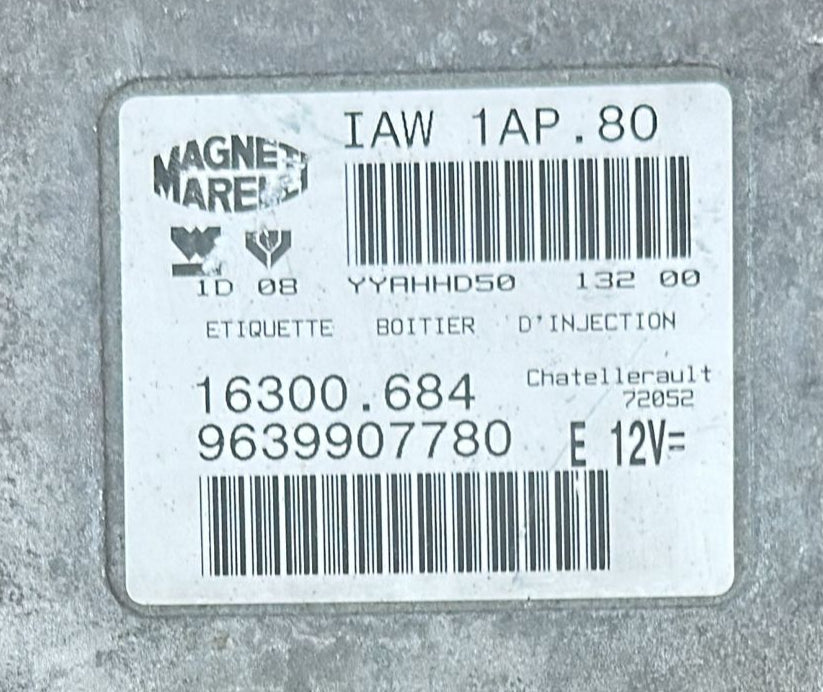 IAW 1AP.80
MAGNETI
MARELLI
1D 08 YYAHHD50 132 00
ETIQUETTE BOITIER D'INJECTION
16300.684
Chatellerault
72052
9639907780 E 12V=